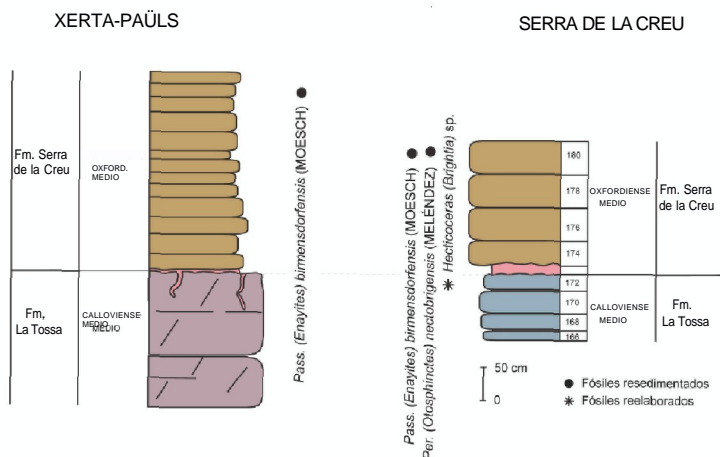 XERTA-PAÜLS
SERRA DE LA CREU
Fm. Serra
de la Creu
OXFORD.
MEDIO
Fm,
La Tossa
CALLOVIENSE
MEDIO
MEDIO
Pass. (Enayites) birmensdorfensis (MOESCH) ●
Pass. (Enayites) birmensdorfensis (MOESCH) ●
Per. (Otosphinctes) nectobrigensis (MELÉNDEZ) ●
✱ Hecticoceras (Brightia) sp.
180
178
176
174
172
170
168
166
OXFORDIENSE
MEDIO
Fm. Serra
de la Creu
CALLOVIENSE
MEDIO
Fm.
La Tossa
50 cm
0
● Fósiles resedimentados
✱ Fósiles reelaborados